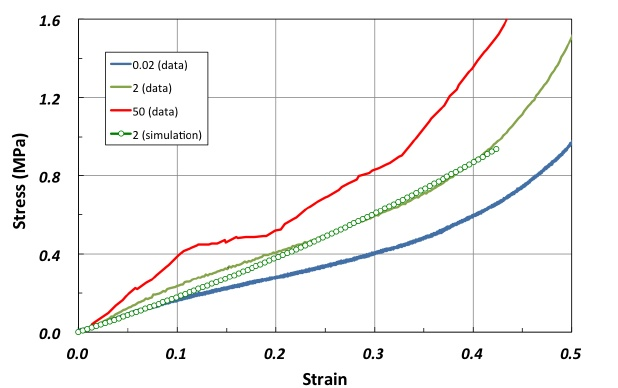 1.6
1.2
0.8
0.4
0.0
Stress (MPa)
0.02 (data)
2 (data)
50 (data)
2 (simulation)
0.0 0.1 0.2 0.3 0.4 0.5
Strain